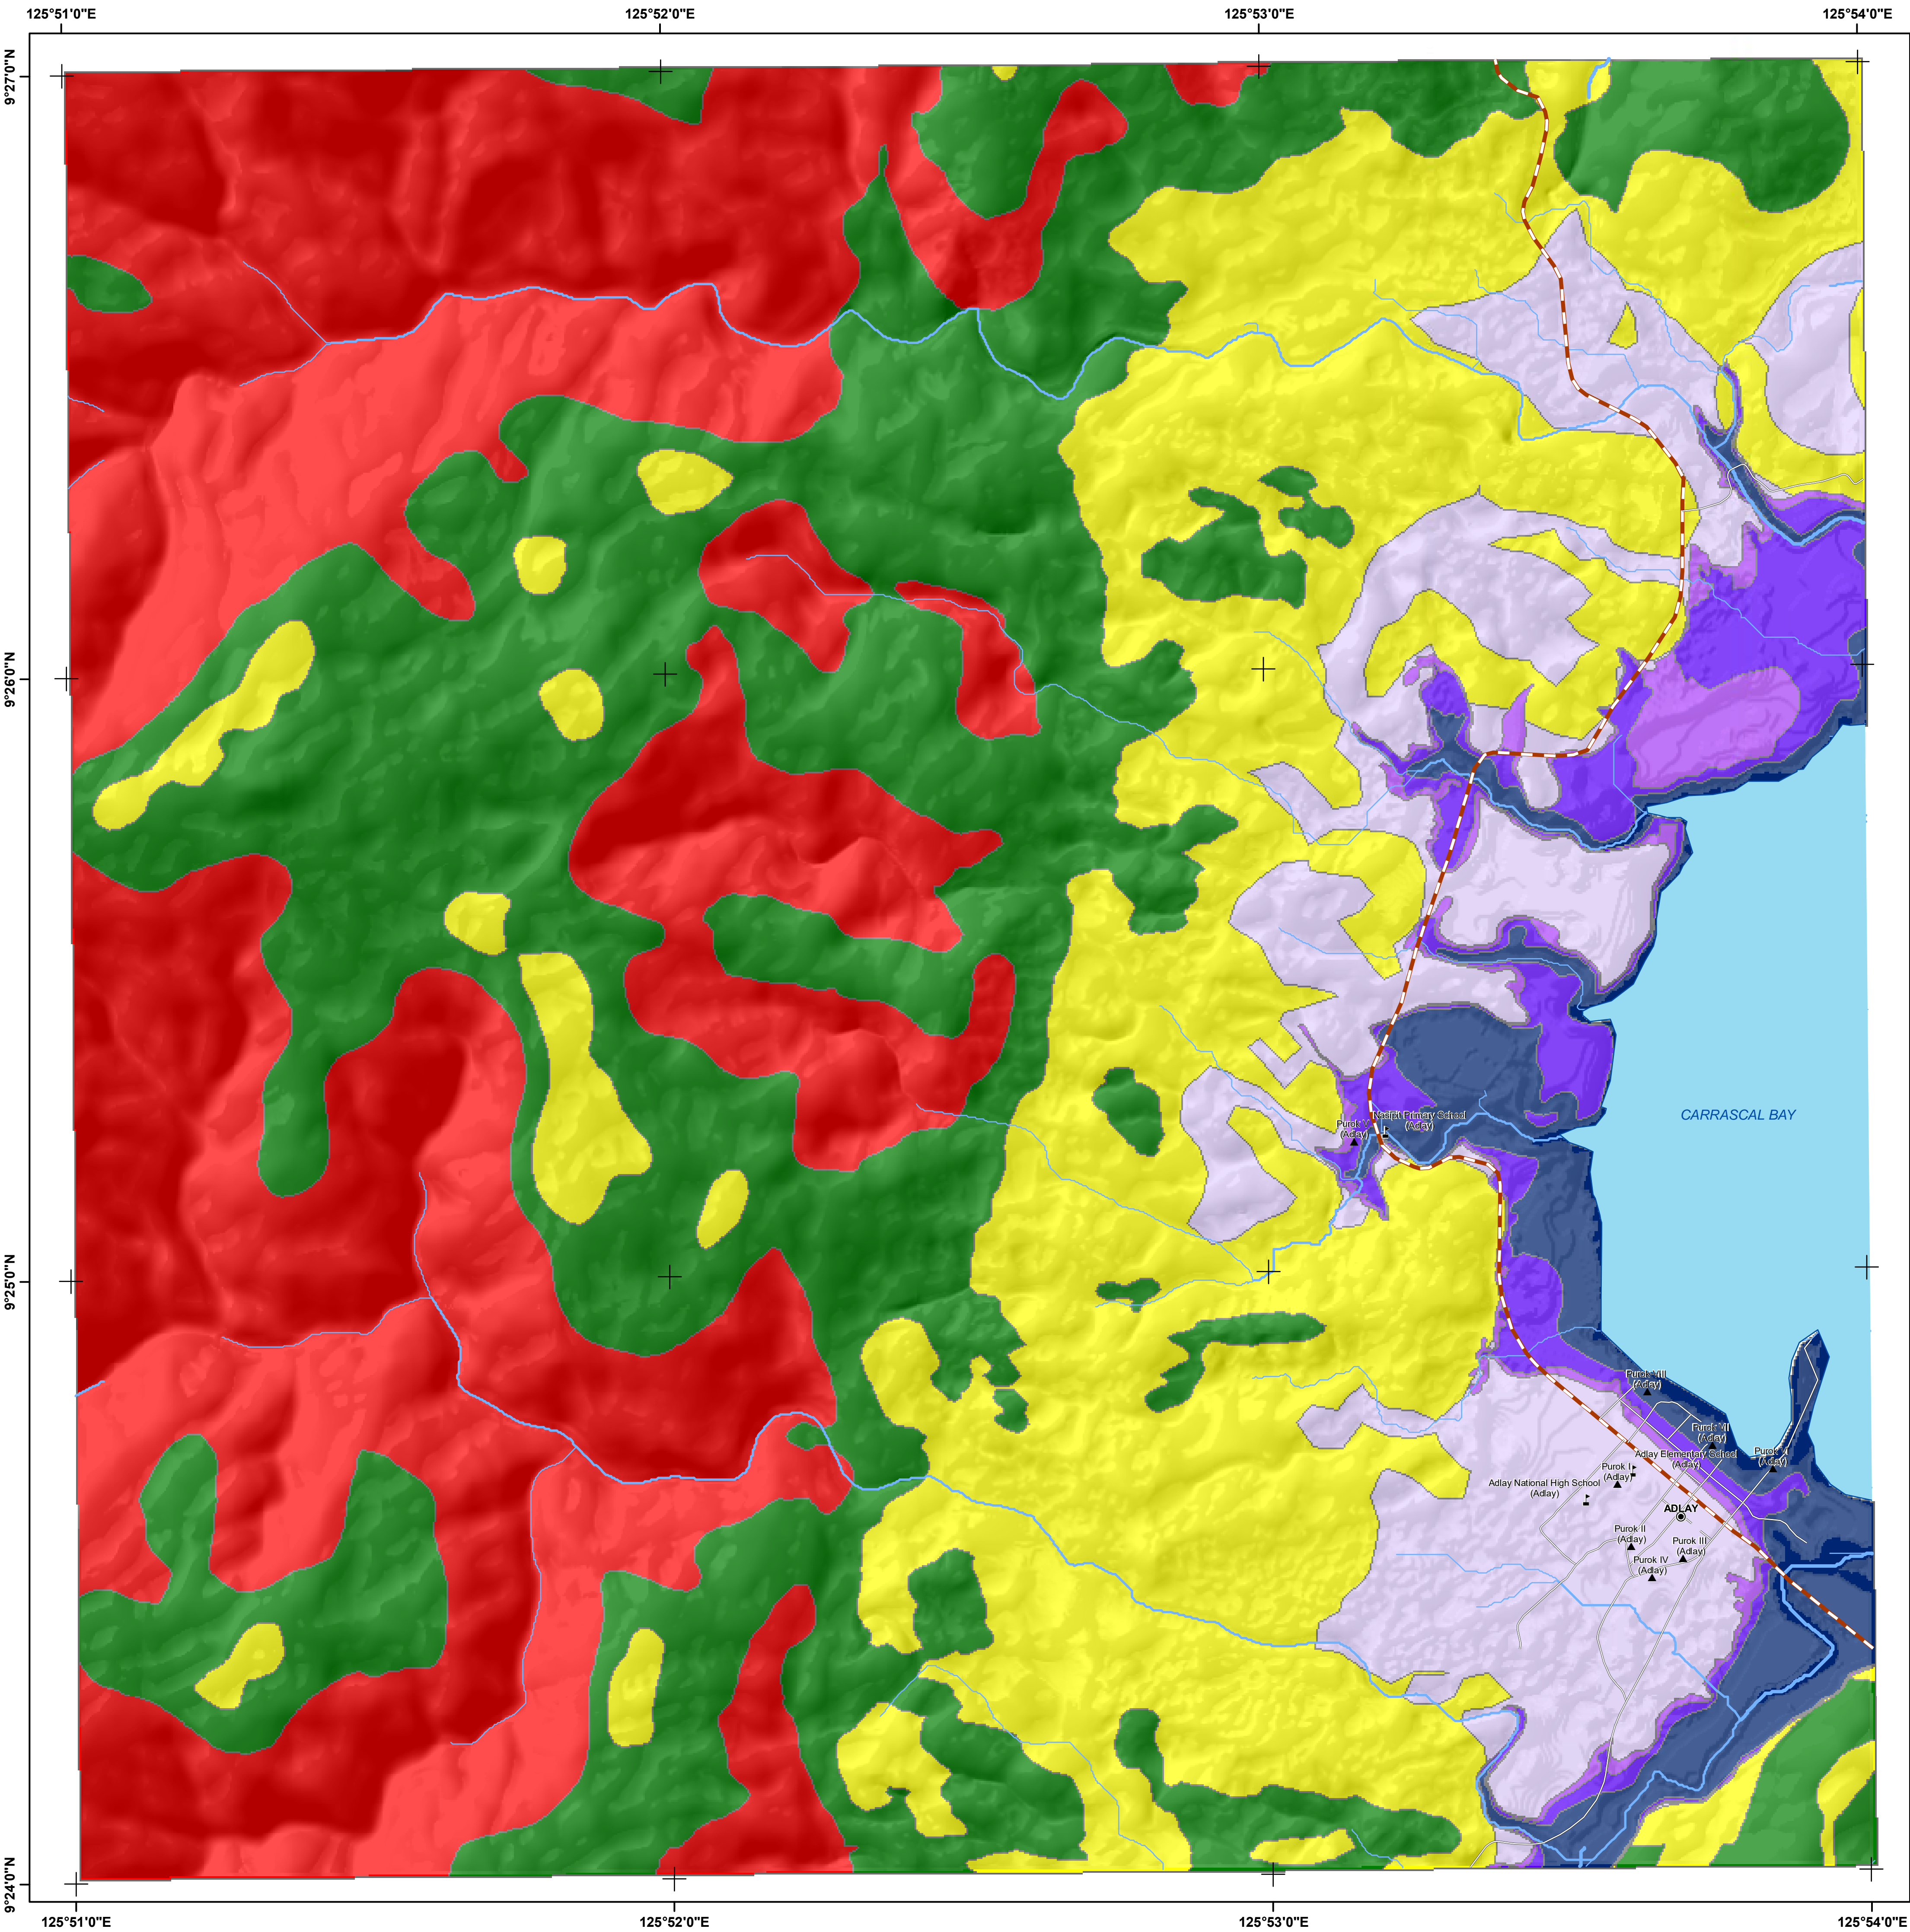 125°51'0"E
125°52'0"E
125°53'0"E
125°54'0"E
9°27'0"N
9°26'0"N
9°25'0"N
9°24'0"N
Primary School
(Adlay)
Purok
(Adlay)
CARRASCAL BAY
Purok VIII
(Adlay)
Purok VII
(Adlay)
Adlay Elementary School
(Adlay)
Purok
(Adlay)
Purok I
(Adlay)
Adlay National High School
(Adlay)
ADLAY
Purok II
(Adlay)
Purok III
(Adlay)
Purok IV
(Adlay)
125°51'0"E
125°52'0"E
125°53'0"E
125°54'0"E